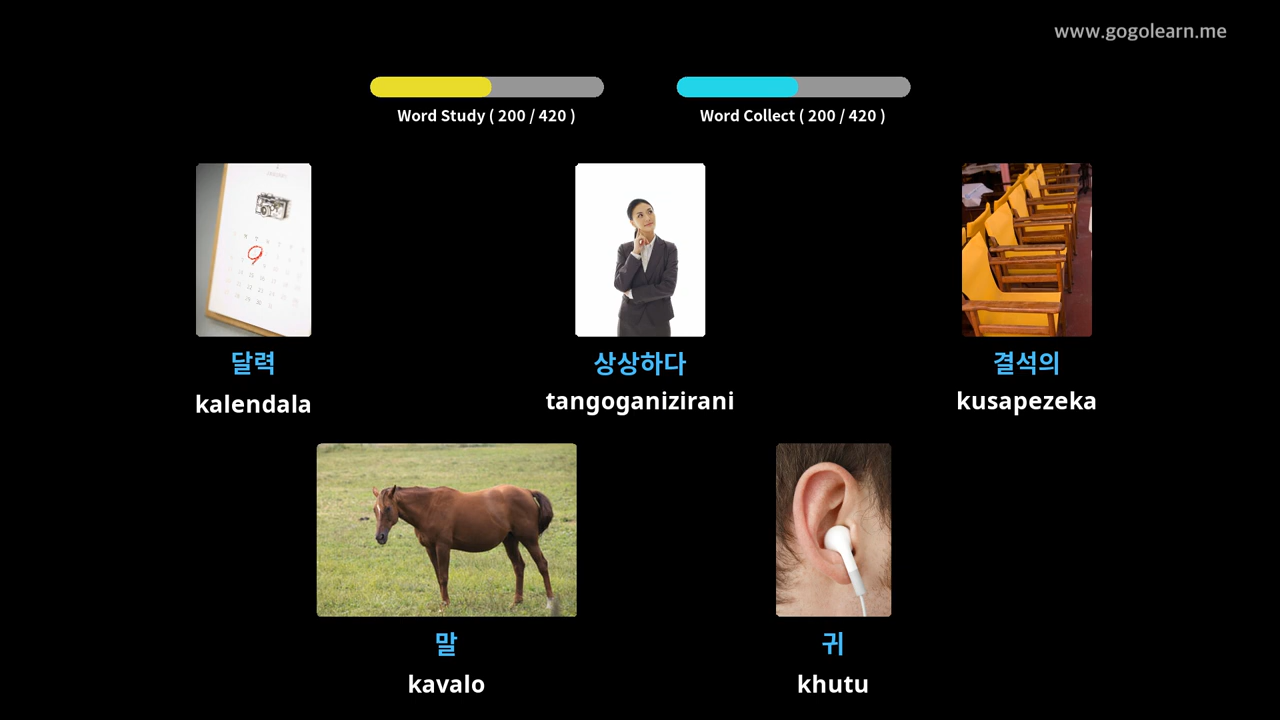 www.gogolearn.me
Word Study ( 200 / 420 )
Word Collect ( 200 / 420 )
달력
kalendala
상상하다
tangoganizirani
결석의
kusapezeka
말
kavalo
귀
khutu